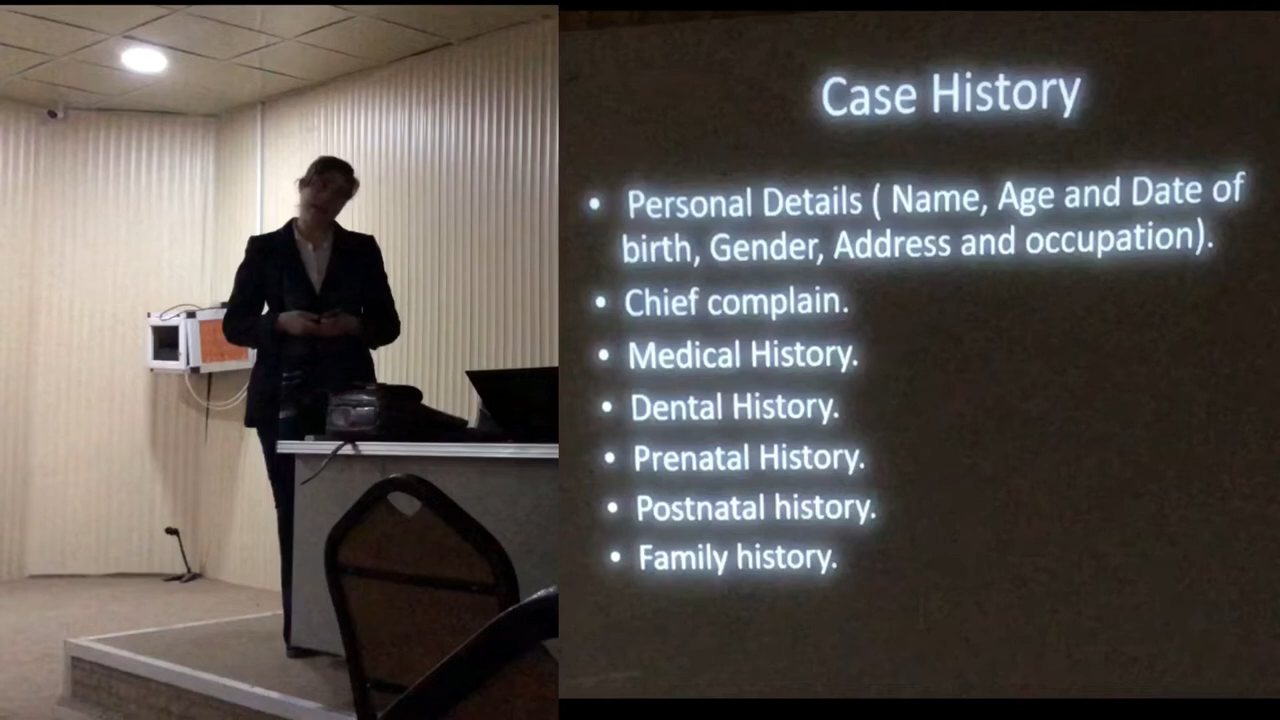 Case History
• Personal Details ( Name, Age and Date of
birth, Gender, Address and occupation).
• Chief complain.
• Medical History.
• Dental History.
• Prenatal History.
• Postnatal history.
• Family history.